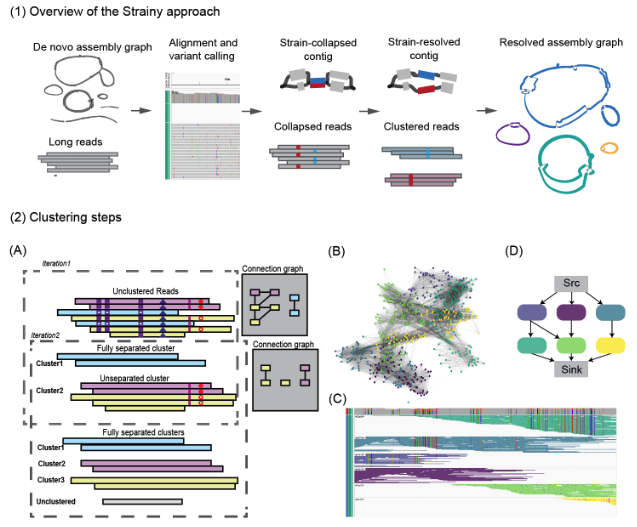 (1) Overview of the Strainy approach
De novo assembly graph
Alignment and
variant calling
Strain-collapsed
contig
Strain-resolved
contig
Resolved assembly graph
Long reads
Collapsed reads
Clustered reads
(2) Clustering steps
(A)
Iteration1
Unclustered Reads
Connection graph
Iteration2
Fully separated cluster
Cluster1
Unseparated cluster
Cluster2
Connection graph
Fully separated clusters
Cluster1
Cluster2
Cluster3
Unclustered
(B)
(D)
Src
Sink
(C)